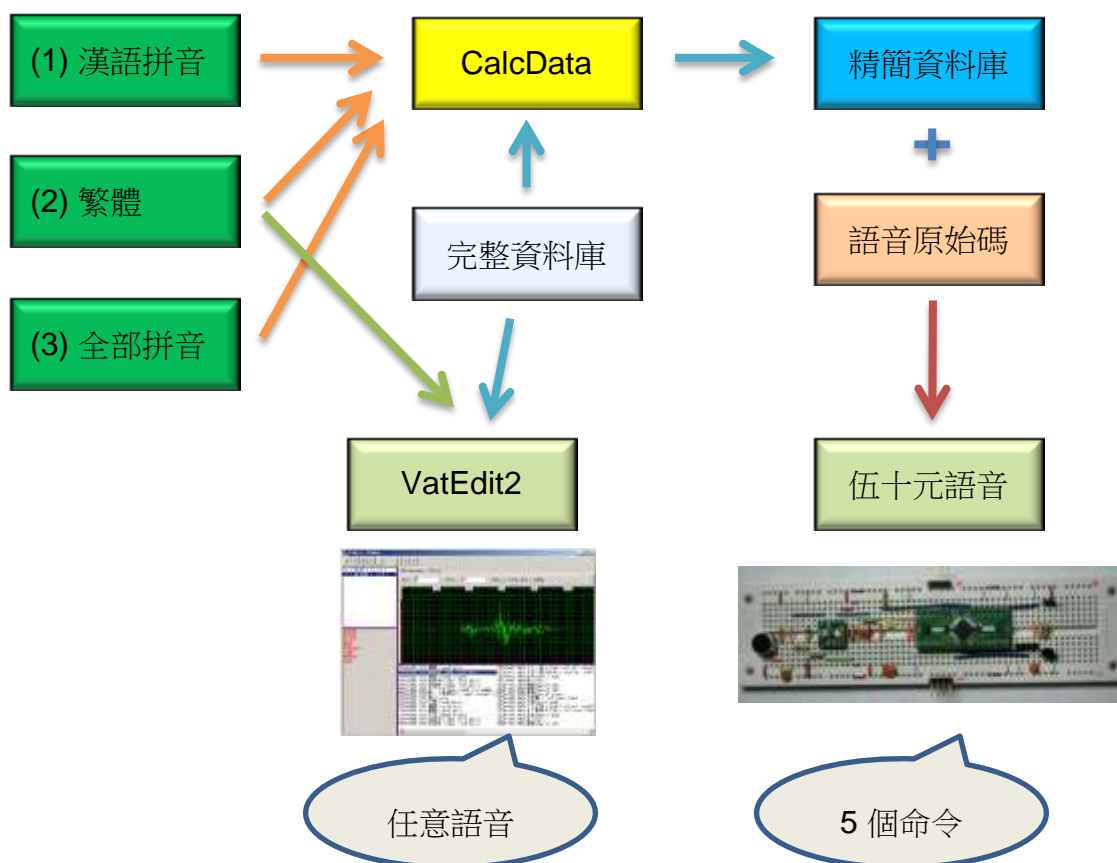 (1) 漢語拼音
CalcData
精簡資料庫
(2) 繁體
完整資料庫
語音原始碼
(3) 全部拼音
VatEdit2
伍十元語音
任意語音
5 個命令